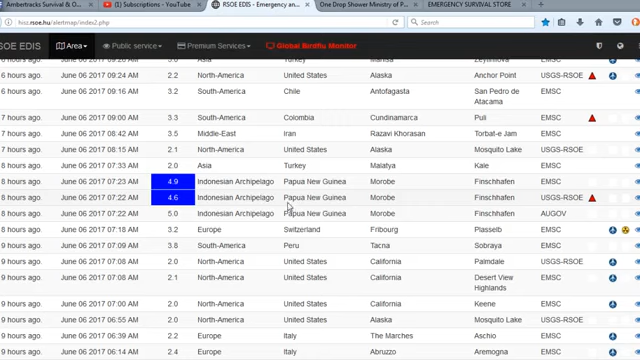 Ambertracks Survival & O...
Subscriptions - YouTube
RSOE EDIS - Emergency an...
One Drop Shower Ministry of P...
EMERGENCY SURVIVAL STORE
hisz.rsoe.hu/alertmap/index2.php
Search
RSOE EDIS
Area
Public service
Premium Services
Global Birdflu Monitor
6 hours ago. June 06 2017 09:24 AM 2.2 North-America United States Alaska Anchor Point USGS-RSOE
6 hours ago. June 06 2017 09:16 AM 3.2 South-America Chile Antofagasta San Pedro de Atacama EMSC
7 hours ago. June 06 2017 09:00 AM 3.3 South-America Colombia Cundinamarca Puli EMSC
7 hours ago. June 06 2017 08:42 AM 3.5 Middle-East Iran Razavi Khorasan Torbat-e Jam EMSC
7 hours ago. June 06 2017 08:15 AM 2.1 North-America United States Alaska Mosquito Lake USGS-RSOE
8 hours ago. June 06 2017 07:33 AM 2.0 Asia Turkey Malatya Kale EMSC
8 hours ago. June 06 2017 07:23 AM 4.9 Indonesian Archipelago Papua New Guinea Morobe Finschhafen EMSC
8 hours ago. June 06 2017 07:22 AM 4.6 Indonesian Archipelago Papua New Guinea Morobe Finschhafen USGS-RSOE
8 hours ago. June 06 2017 07:22 AM 5.0 Indonesian Archipelago Papua New Guinea Morobe Finschhafen AUGOV
8 hours ago. June 06 2017 07:18 AM 3.2 Europe Switzerland Fribourg Plasselb EMSC
9 hours ago. June 06 2017 07:09 AM 3.8 South-America Peru Tacna Sobraya EMSC
9 hours ago. June 06 2017 07:08 AM 2.0 North-America United States California Palmdale USGS-RSOE
9 hours ago. June 06 2017 07:08 AM 2.1 North-America United States California Desert View Highlands EMSC
9 hours ago. June 06 2017 07:00 AM 2.0 North-America United States California Keene EMSC
9 hours ago. June 06 2017 06:55 AM 2.0 North-America United States Alaska Mosquito Lake USGS-RSOE
9 hours ago. June 06 2017 06:39 AM 2.2 Europe Italy The Marches Aschio EMSC
9 hours ago. June 06 2017 06:14 AM 2.4 Europe Italy Abruzzo Aremogna EMSC